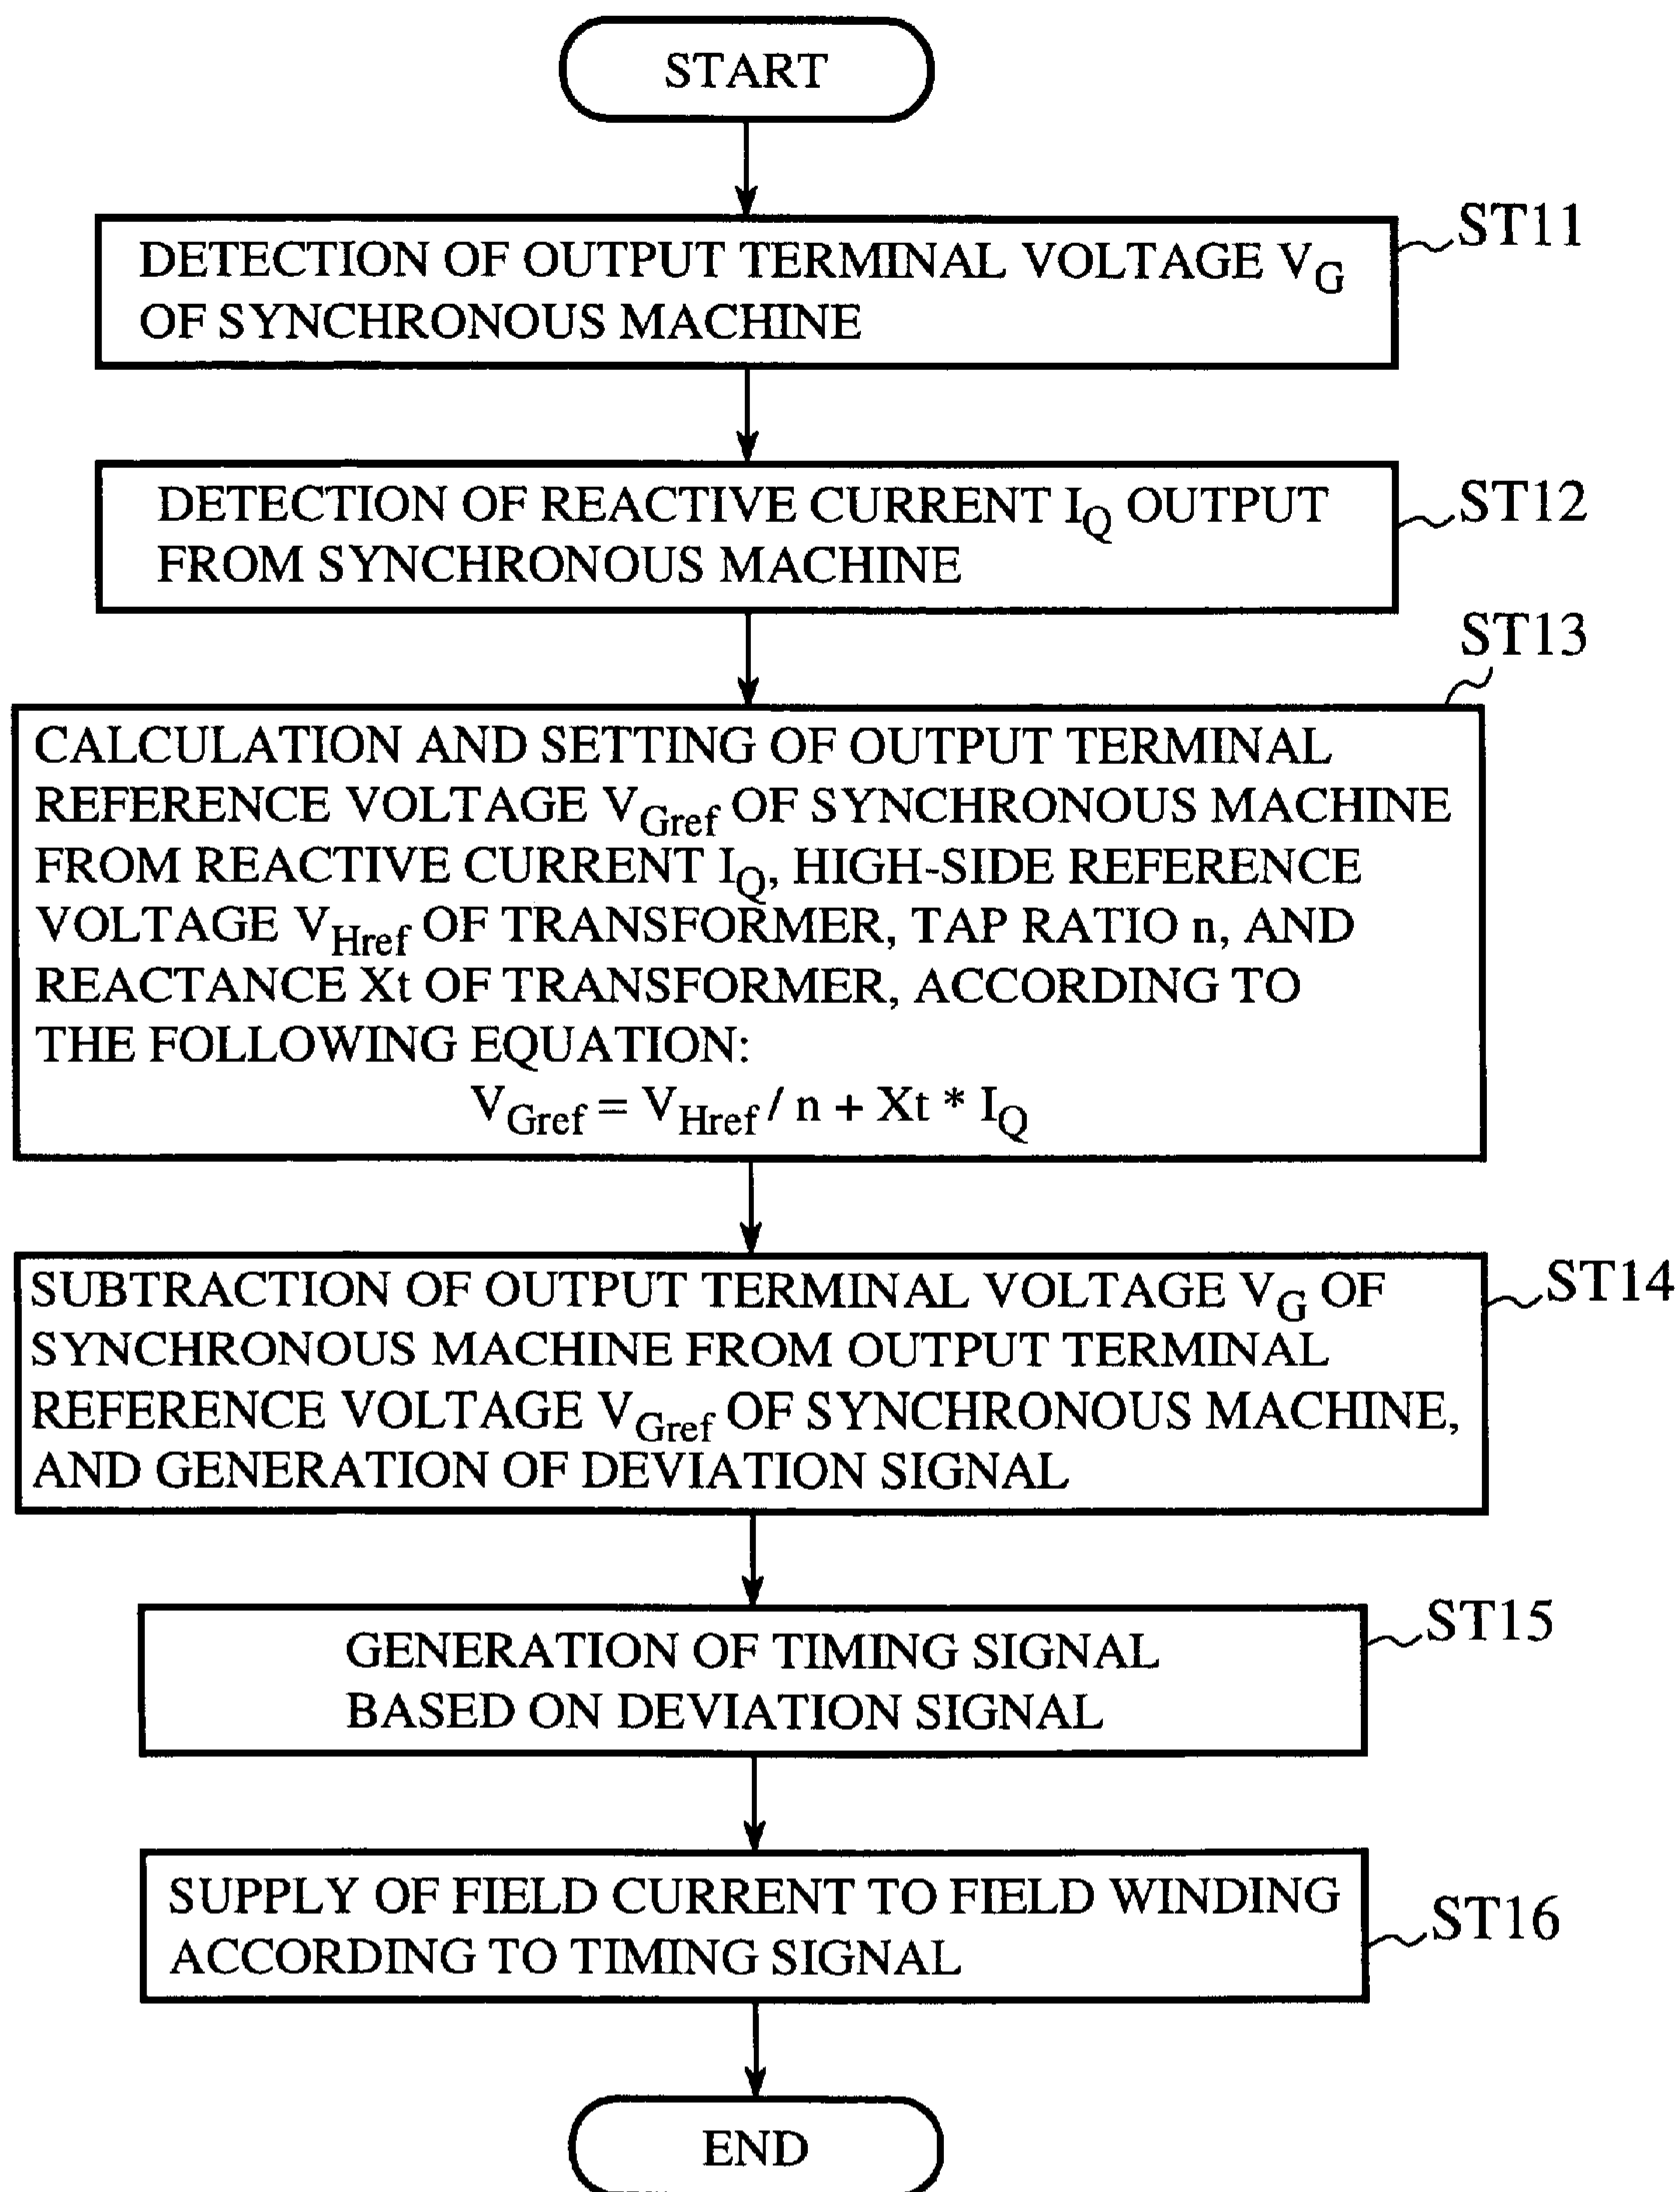 START
ST11
DETECTION OF OUTPUT TERMINAL VOLTAGE VG
OF SYNCHRONOUS MACHINE
ST12
DETECTION OF REACTIVE CURRENT IQ OUTPUT
FROM SYNCHRONOUS MACHINE
ST13
CALCULATION AND SETTING OF OUTPUT TERMINAL
REFERENCE VOLTAGE VGref OF SYNCHRONOUS MACHINE
FROM REACTIVE CURRENT IQ, HIGH-SIDE REFERENCE
VOLTAGE VHref OF TRANSFORMER, TAP RATIO n, AND
REACTANCE Xt OF TRANSFORMER, ACCORDING TO
THE FOLLOWING EQUATION:
VGref = VHref / n + Xt * IQ
ST14
SUBTRACTION OF OUTPUT TERMINAL VOLTAGE VG OF
SYNCHRONOUS MACHINE FROM OUTPUT TERMINAL
REFERENCE VOLTAGE VGref OF SYNCHRONOUS MACHINE,
AND GENERATION OF DEVIATION SIGNAL
ST15
GENERATION OF TIMING SIGNAL
BASED ON DEVIATION SIGNAL
ST16
SUPPLY OF FIELD CURRENT TO FIELD WINDING
ACCORDING TO TIMING SIGNAL
END